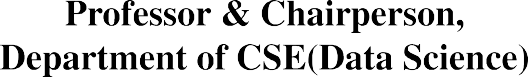 Professor & Chairperson,
Department of CSE(Data Science)